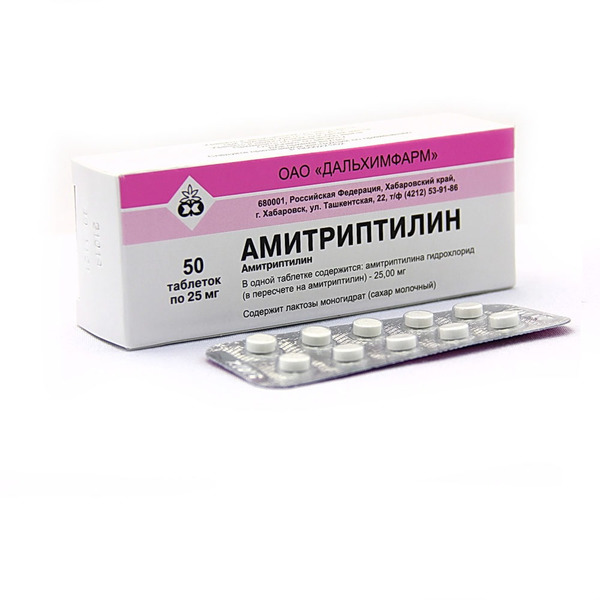 ОАО «ДАЛЬХИМФАРМ»
680001, Российская Федерация, Хабаровский край,
г. Хабаровск, ул. Ташкентская, 22, т/ф (4212) 53-91-86
АМИТРИПТИЛИН
Амитриптилин
В одной таблетке содержится: амитриптилина гидрохлорид
(в пересчете на амитриптилин) - 25,00 мг
Содержит лактозы моногидрат (сахар молочный)
50
таблеток
по 25 мг